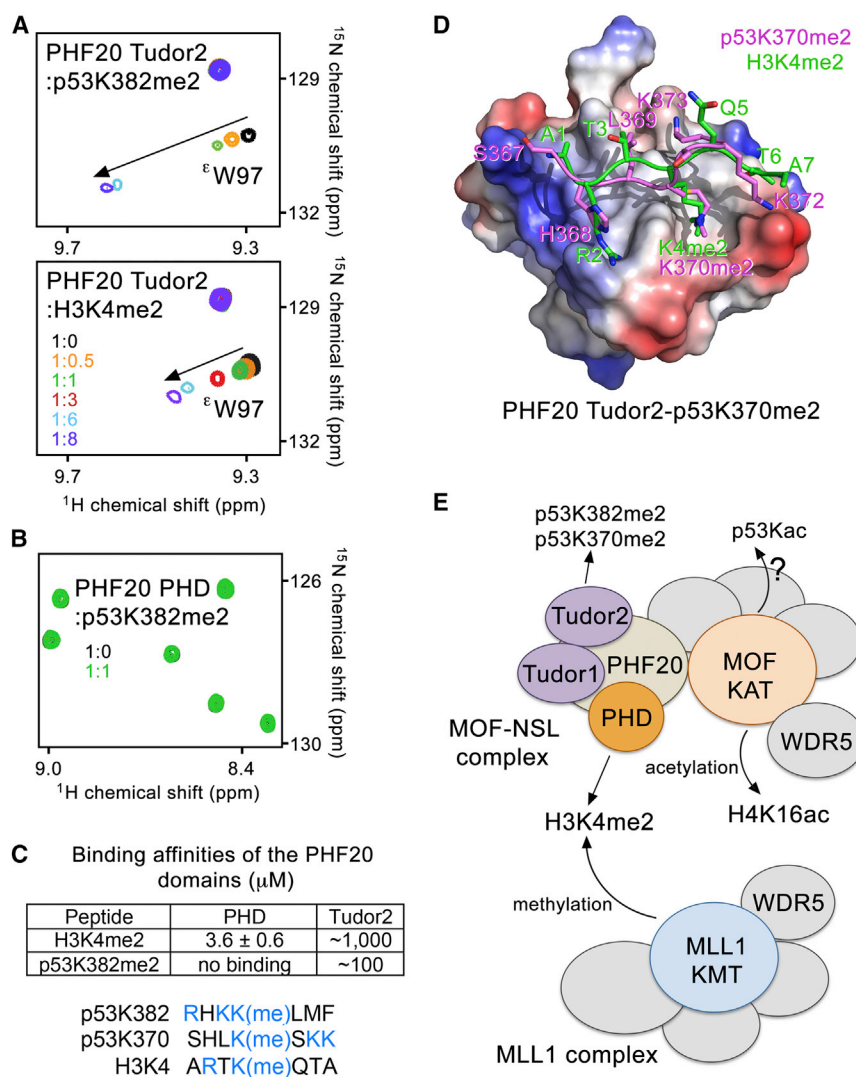 A
PHF20 Tudor2
:p53K382me2
εW97
129
132
15N chemical shift (ppm)
9.7
9.3
PHF20 Tudor2
:H3K4me2
1:0
1:0.5
1:1
1:3
1:6
1:8
εW97
129
132
15N chemical shift (ppm)
9.7
9.3
1H chemical shift (ppm)
B
PHF20 PHD
:p53K382me2
1:0
1:1
126
130
15N chemical shift (ppm)
9.0
8.4
1H chemical shift (ppm)
C
Binding affinities of the PHF20
domains (μM)
Peptide PHD Tudor2
H3K4me2 3.6 ± 0.6 ~1,000
p53K382me2 no binding ~100
p53K382 RHKK(me)LMF
p53K370 SHLK(me)SKK
H3K4 ARTK(me)QTA
D
p53K370me2
H3K4me2
K373
Q5
L369
T3
A1
S367
T6
A7
K372
H368
R2
K4me2
K370me2
PHF20 Tudor2-p53K370me2
E
p53K382me2
p53K370me2
p53Kac
?
Tudor2
Tudor1
PHF20
PHD
MOF
KAT
WDR5
MOF-NSL
complex
acetylation
H3K4me2
H4K16ac
methylation
WDR5
MLL1
KMT
MLL1 complex